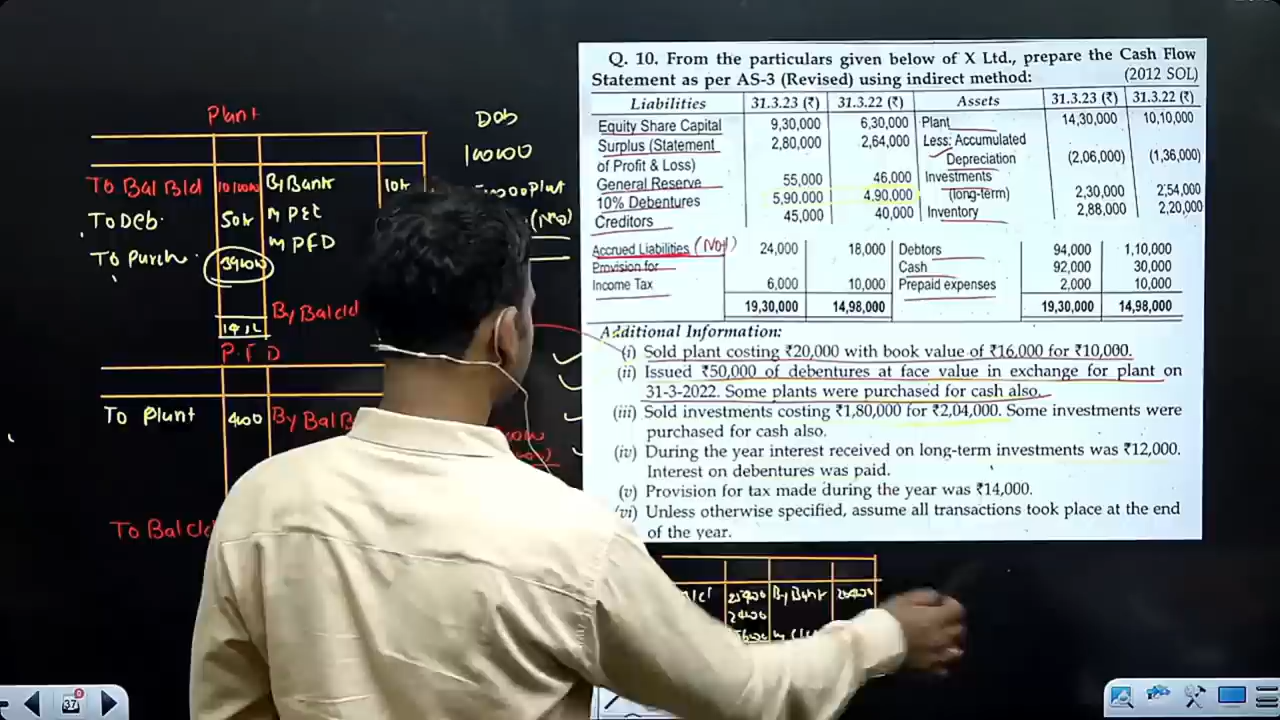 Plant
To Bal Bld
By Bank
10k
To Deb
50k
" P&L
To Purch.
" PFD
390000
By Bal c/d
P.F.D
To Plant
4000
By Bal B
To Bal c/d
Deb
100000
Q. 10. From the particulars given below of X Ltd., prepare the Cash Flow
Statement as per AS-3 (Revised) using indirect method: (2012 SOL)
Liabilities 31.3.23 (₹) 31.3.22 (₹) Assets 31.3.23 (₹) 31.3.22 (₹)
Equity Share Capital 9,30,000 6,30,000 Plant 14,30,000 10,10,000
Surplus (Statement 2,80,000 2,64,000 Less: Accumulated
of Profit & Loss) Depreciation (2,06,000) (1,36,000)
General Reserve 55,000 46,000 Investments
10% Debentures 5,90,000 4,90,000 (long-term) 2,30,000 2,54,000
Creditors 45,000 40,000 Inventory 2,88,000 2,20,000
Accrued Liabilities 24,000 18,000 Debtors 94,000 1,10,000
Provision for Cash 92,000 30,000
Income Tax 6,000 10,000 Prepaid expenses 2,000 10,000
19,30,000 14,98,000 19,30,000 14,98,000
Additional Information:
(i) Sold plant costing ₹20,000 with book value of ₹16,000 for ₹10,000.
(ii) Issued ₹50,000 of debentures at face value in exchange for plant on
31-3-2022. Some plants were purchased for cash also.
(iii) Sold investments costing ₹1,80,000 for ₹2,04,000. Some investments were
purchased for cash also.
(iv) During the year interest received on long-term investments was ₹12,000.
Interest on debentures was paid.
(v) Provision for tax made during the year was ₹14,000.
(vi) Unless otherwise specified, assume all transactions took place at the end
of the year.
By Bank
37